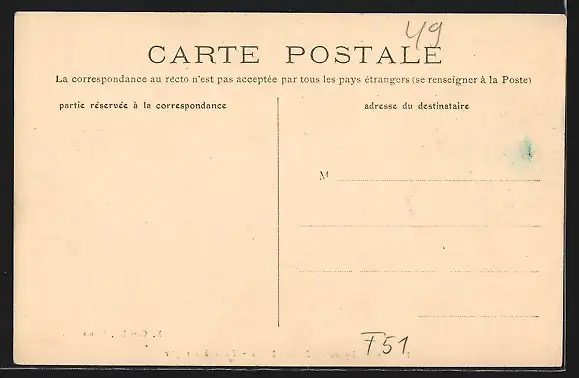 49
CARTE POSTALE
La correspondance au recto n'est pas acceptée par tous les pays étrangers (se renseigner à la Poste)
partie réservée à la correspondance
adresse du destinataire
M
F51